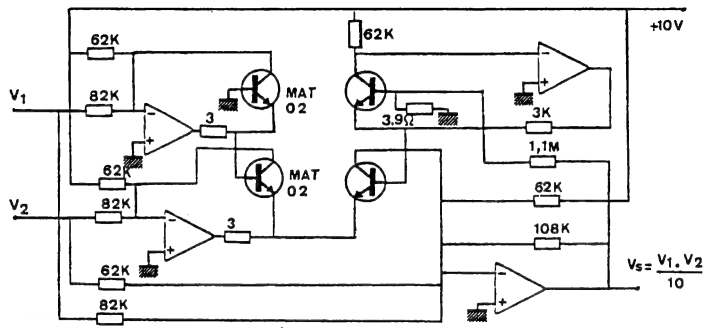 62K
62K
+10V
82K
MAT
02
V1
3
3,9Ω
3K
1,1M
62K
MAT
02
62K
V2
82K
3
108K
62K
Vs=V1.V2/10
82K
- + - + - + - +